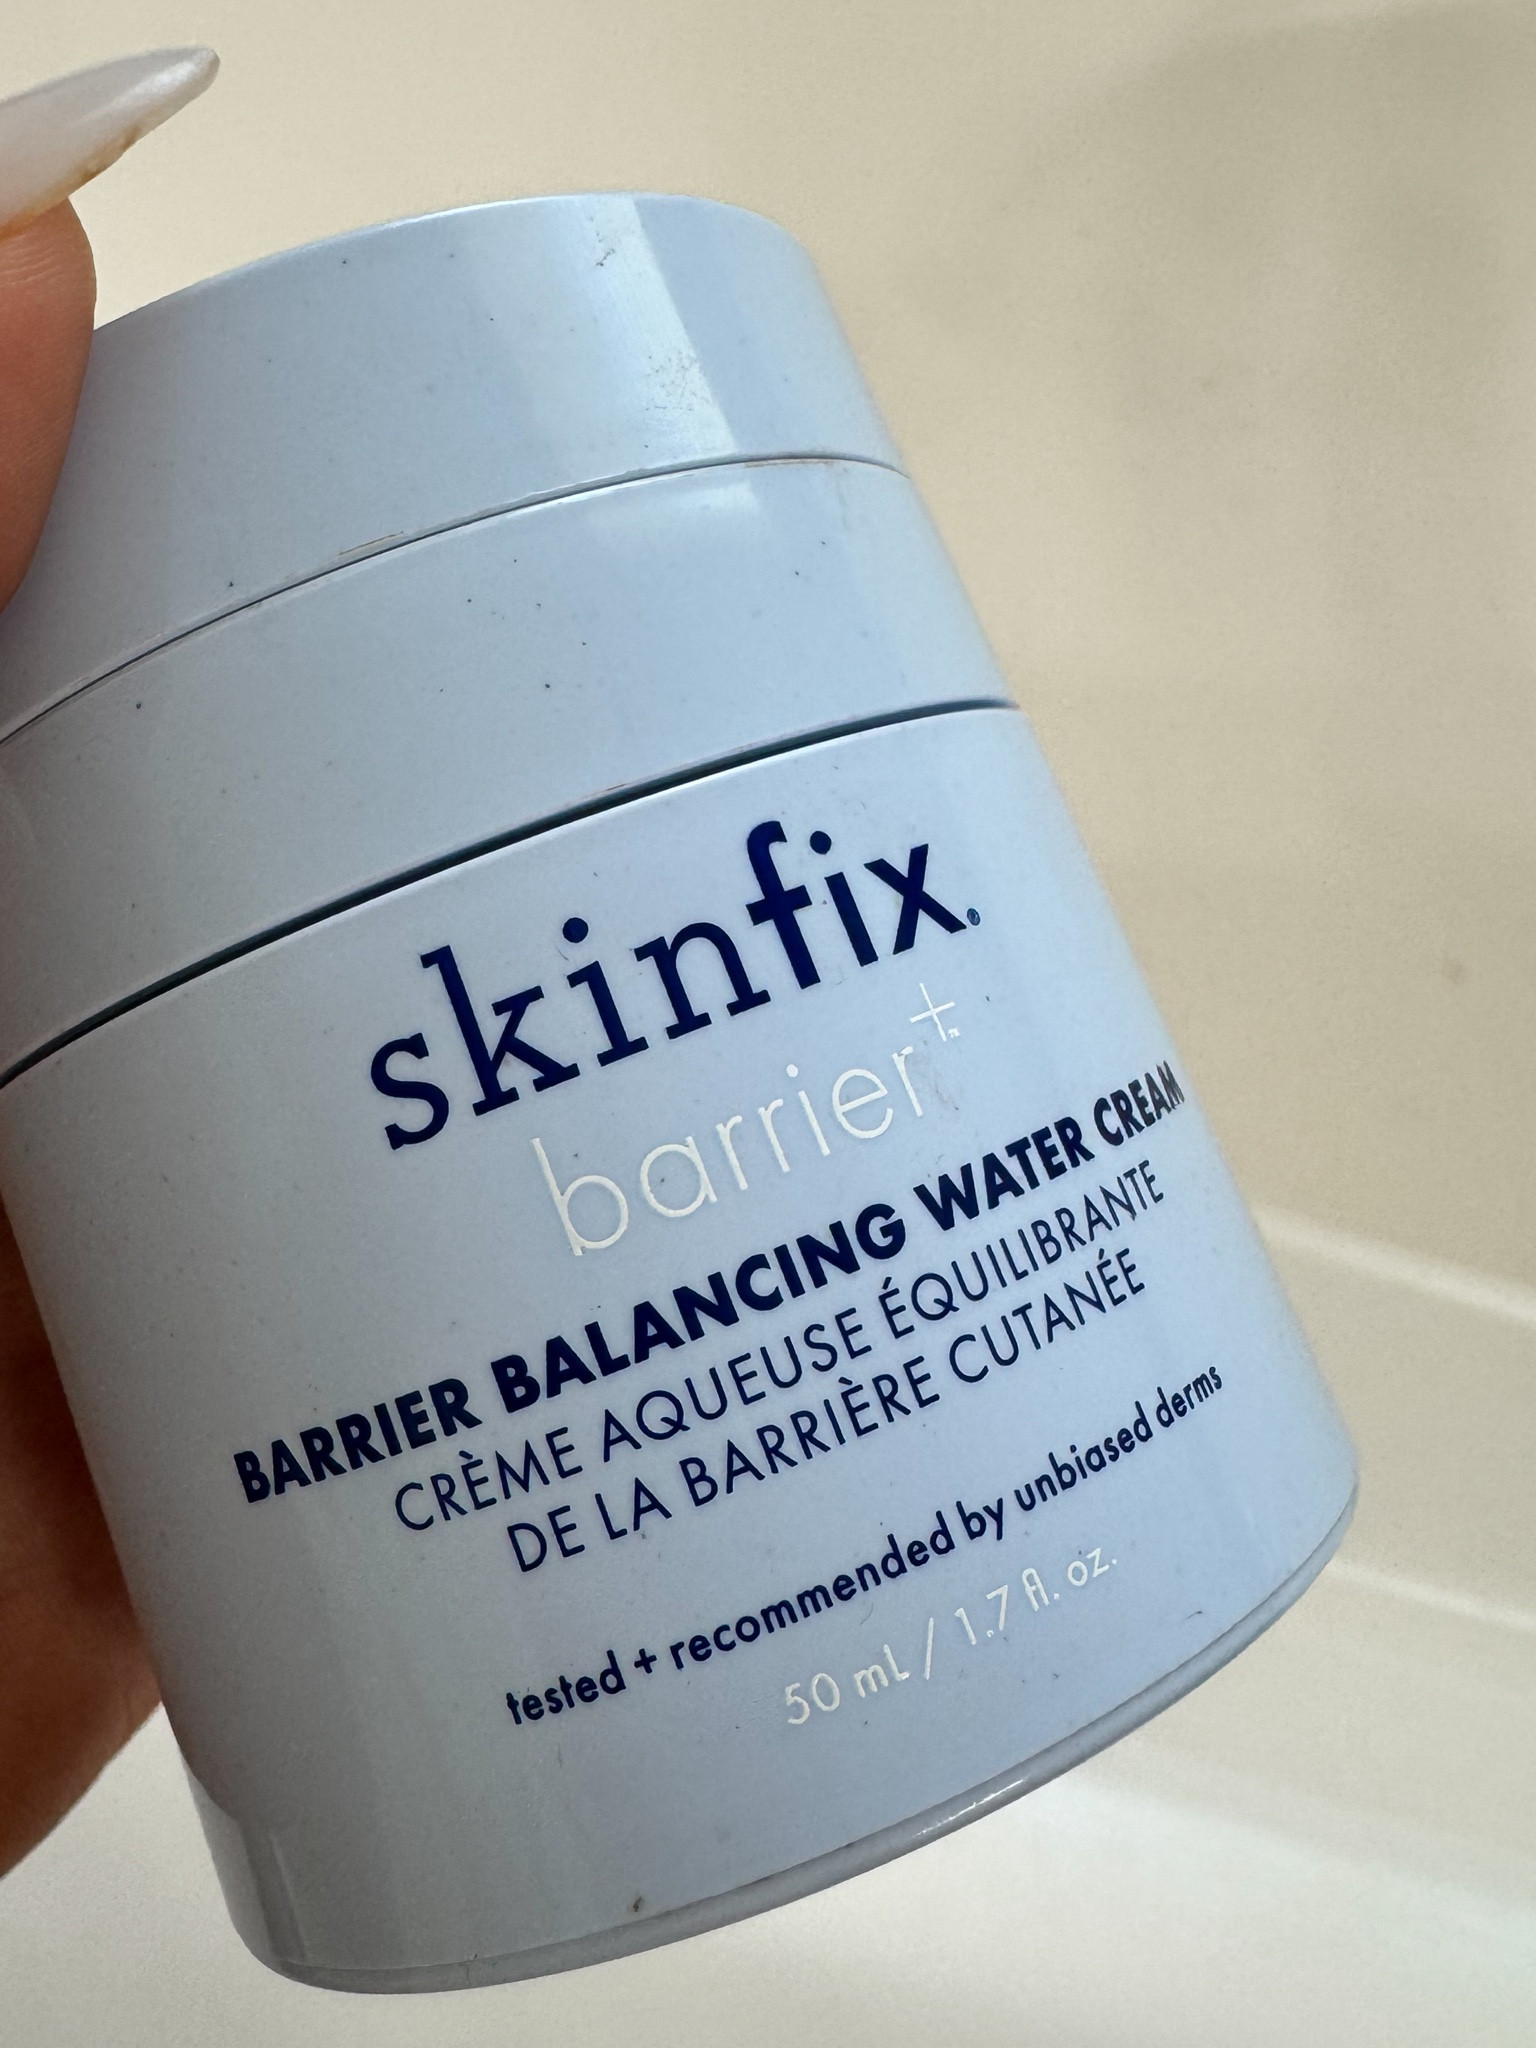 skinfix
barrier+™
BARRIER BALANCING WATER CREAM
CRÈME AQUEUSE ÉQUILIBRANTE
DE LA BARRIÈRE CUTANÉE
tested + recommended by unbiased derms
50 mL / 1.7 fl. oz.